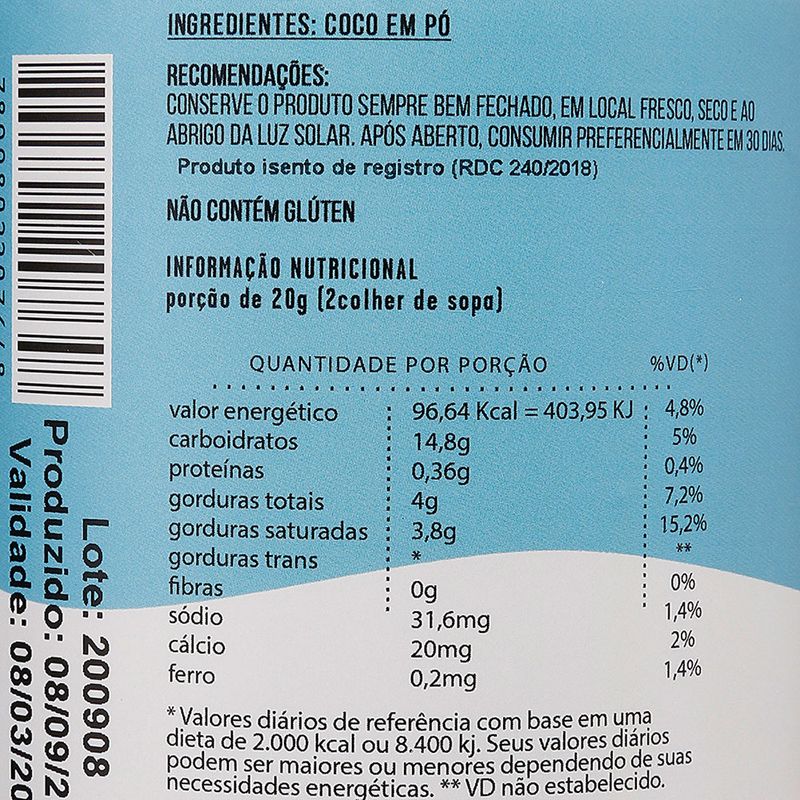 INGREDIENTES: COCO EM PÓ
RECOMENDAÇÕES:
CONSERVE O PRODUTO SEMPRE BEM FECHADO, EM LOCAL FRESCO, SECO E AO
ABRIGO DA LUZ SOLAR. APÓS ABERTO, CONSUMIR PREFERENCIALMENTE EM 30 DIAS.
Produto isento de registro (RDC 240/2018)
NÃO CONTÉM GLÚTEN
INFORMAÇÃO NUTRICIONAL
porção de 20g (2colher de sopa)
QUANTIDADE POR PORÇÃO %VD(*)
valor energético 96,64 Kcal = 403,95 KJ 4,8%
carboidratos 14,8g 5%
proteínas 0,36g 0,4%
gorduras totais 4g 7,2%
gorduras saturadas 3,8g 15,2%
gorduras trans * **
fibras 0g 0%
sódio 31,6mg 1,4%
cálcio 20mg 2%
ferro 0,2mg 1,4%
* Valores diários de referência com base em uma
dieta de 2.000 kcal ou 8.400 kj. Seus valores diários
podem ser maiores ou menores dependendo de suas
necessidades energéticas. ** VD não estabelecido.
Lote: 200908
Produzido: 08/09/2
Validade: 08/03/20